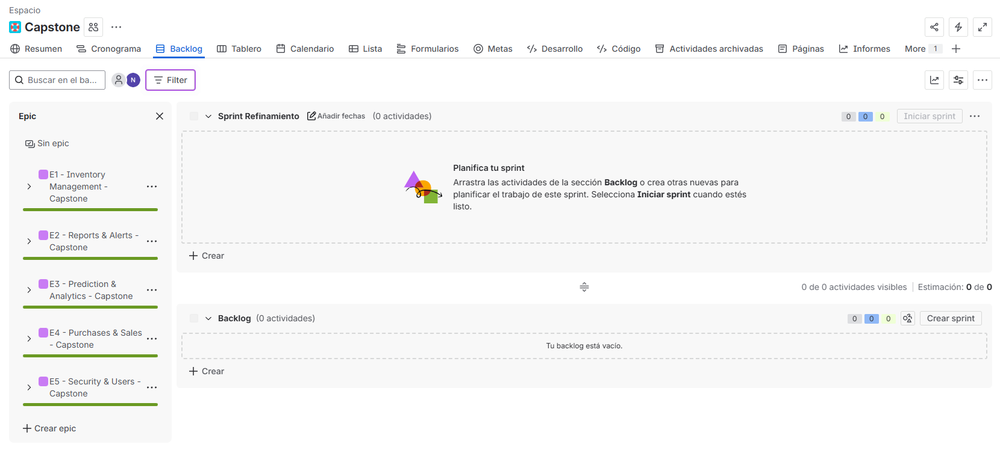 Espacio
Capstone
Resumen Cronograma Backlog Tablero Calendario Lista Formularios Metas Desarrollo Código Actividades archivadas Páginas Informes More 1
Buscar en el ba... N Filter
Epic
Sin epic
E1 - Inventory
Management -
Capstone
E2 - Reports & Alerts -
Capstone
E3 - Prediction &
Analytics - Capstone
E4 - Purchases & Sales
- Capstone
E5 - Security & Users -
Capstone
Crear epic
Sprint Refinamiento Añadir fechas (0 actividades) 0 0 0 Iniciar sprint
Planifica tu sprint
Arrastra las actividades de la sección Backlog o crea otras nuevas para
planificar el trabajo de este sprint. Selecciona Iniciar sprint cuando estés
listo.
Crear
0 de 0 actividades visibles Estimación: 0 de 0
Backlog (0 actividades) 0 0 0 Crear sprint
Tu backlog está vacío.
Crear